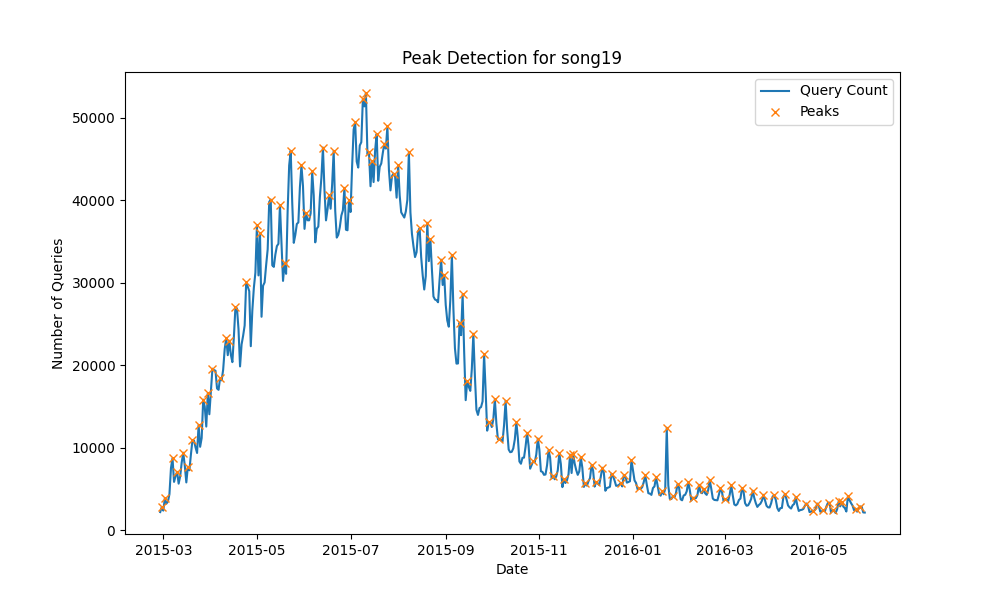 Peak Detection for song19
Query Count
Peaks
Number of Queries
50000
40000
30000
20000
10000
0
2015-03
2015-05
2015-07
2015-09
2015-11
2016-01
2016-03
2016-05
Date